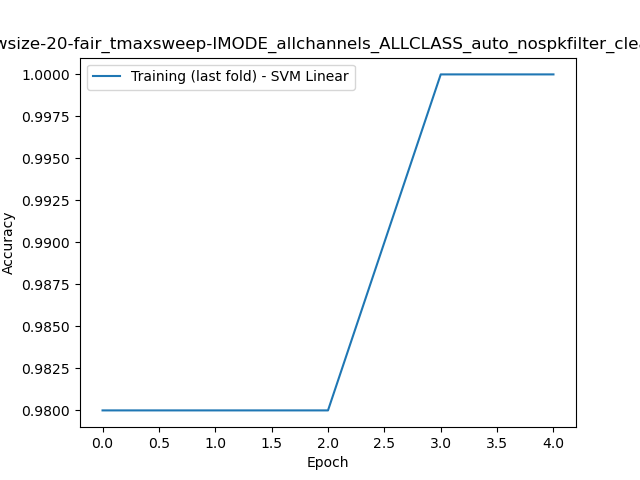 wsize-20-fair_tmaxsweep-IMODE_allchannels_ALLCLASS_auto_nospkfilter_clea
Training (last fold) - SVM Linear
1.0000
0.9975
0.9950
0.9925
0.9900
0.9875
0.9850
0.9825
0.9800
Accuracy
0.0 0.5 1.0 1.5 2.0 2.5 3.0 3.5 4.0
Epoch